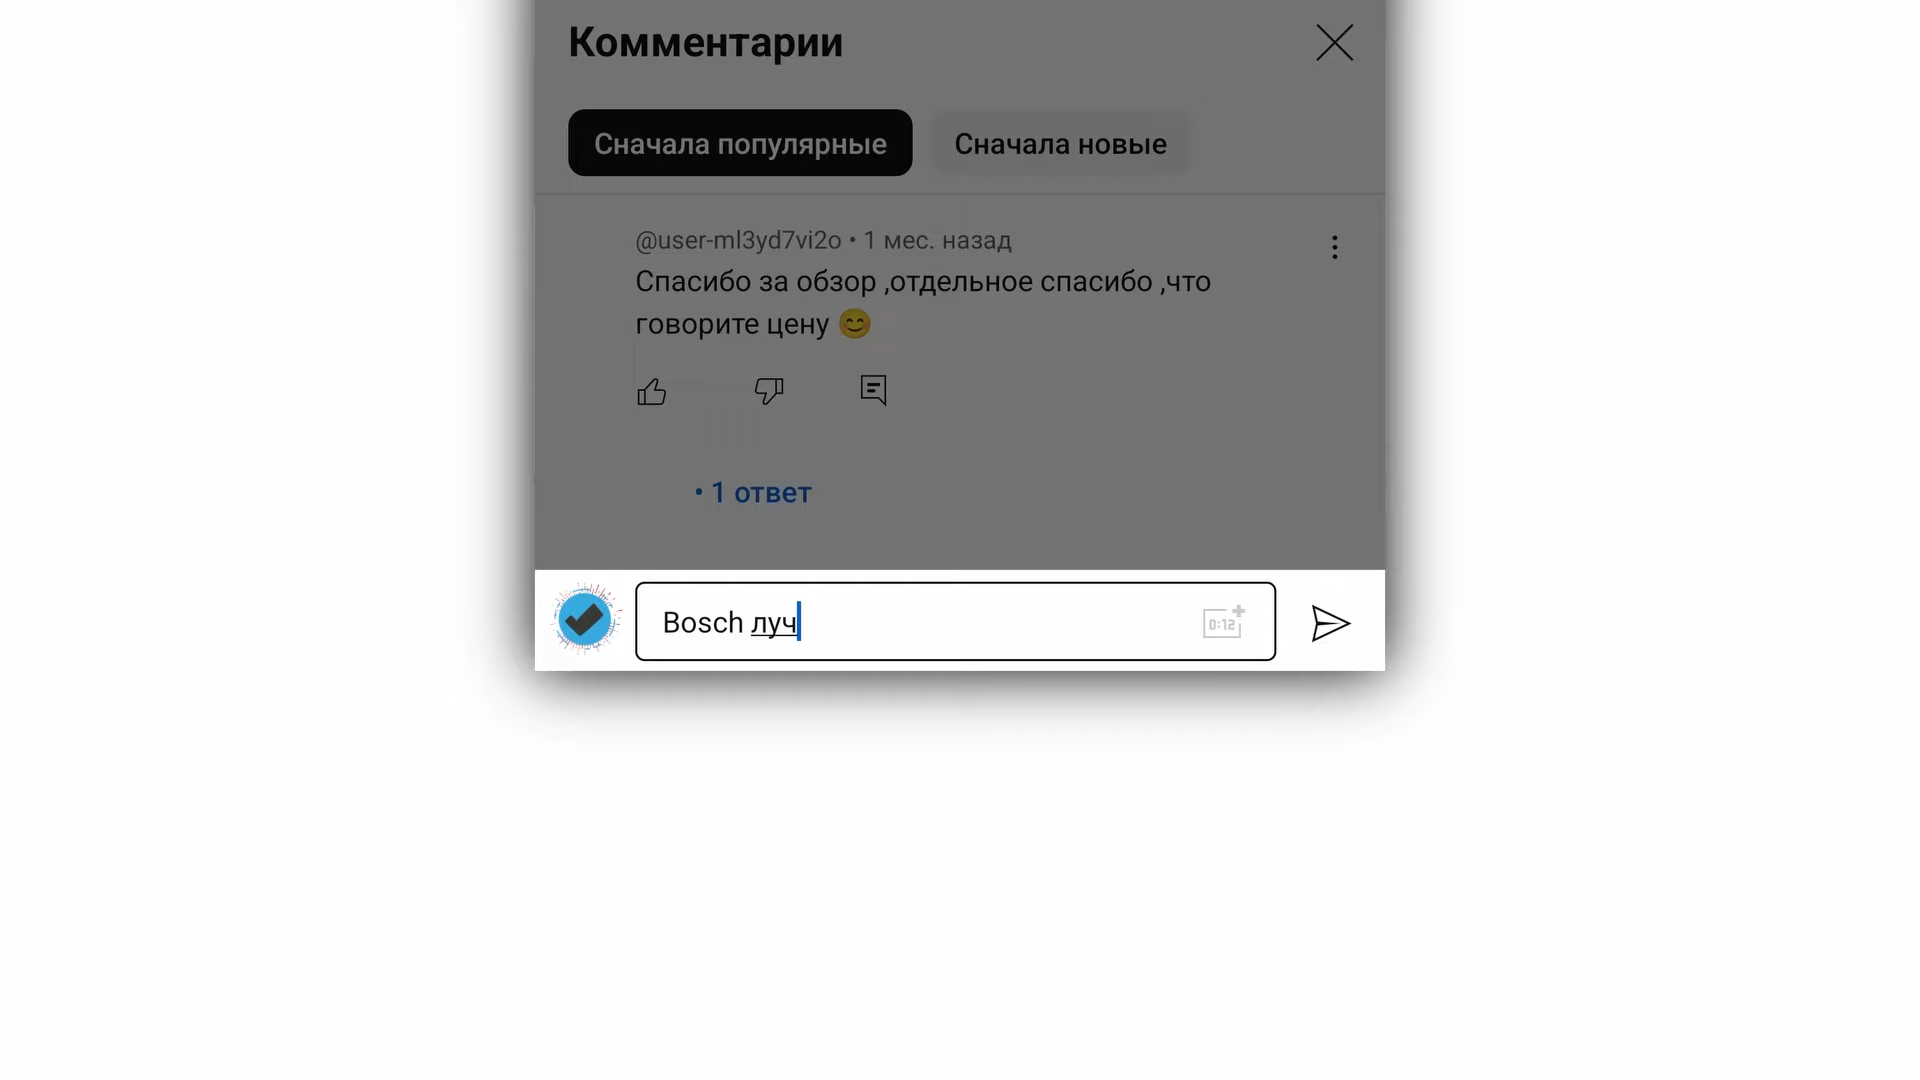 Комментарии
Сначала популярные
Сначала новые
@user-ml3yd7vi2o • 1 мес. назад
Спасибо за обзор ,отдельное спасибо ,что
говорите цену 😊
• 1 ответ
Bosch луч
0:12